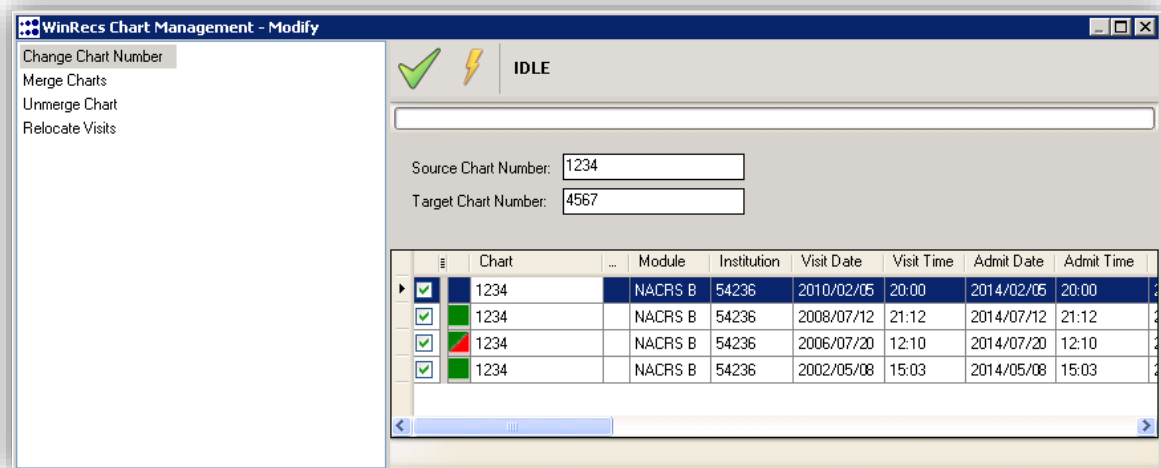 WinRecs Chart Management - Modify
Change Chart Number
Merge Charts
Unmerge Chart
Relocate Visits
IDLE
Source Chart Number: 1234
Target Chart Number: 4567
Chart ... Module Institution Visit Date Visit Time Admit Date Admit Time
1234 NACRS B 54236 2010/02/05 20:00 2014/02/05 20:00
1234 NACRS B 54236 2008/07/12 21:12 2014/07/12 21:12
1234 NACRS B 54236 2006/07/20 12:10 2014/07/20 12:10
1234 NACRS B 54236 2002/05/08 15:03 2014/05/08 15:03